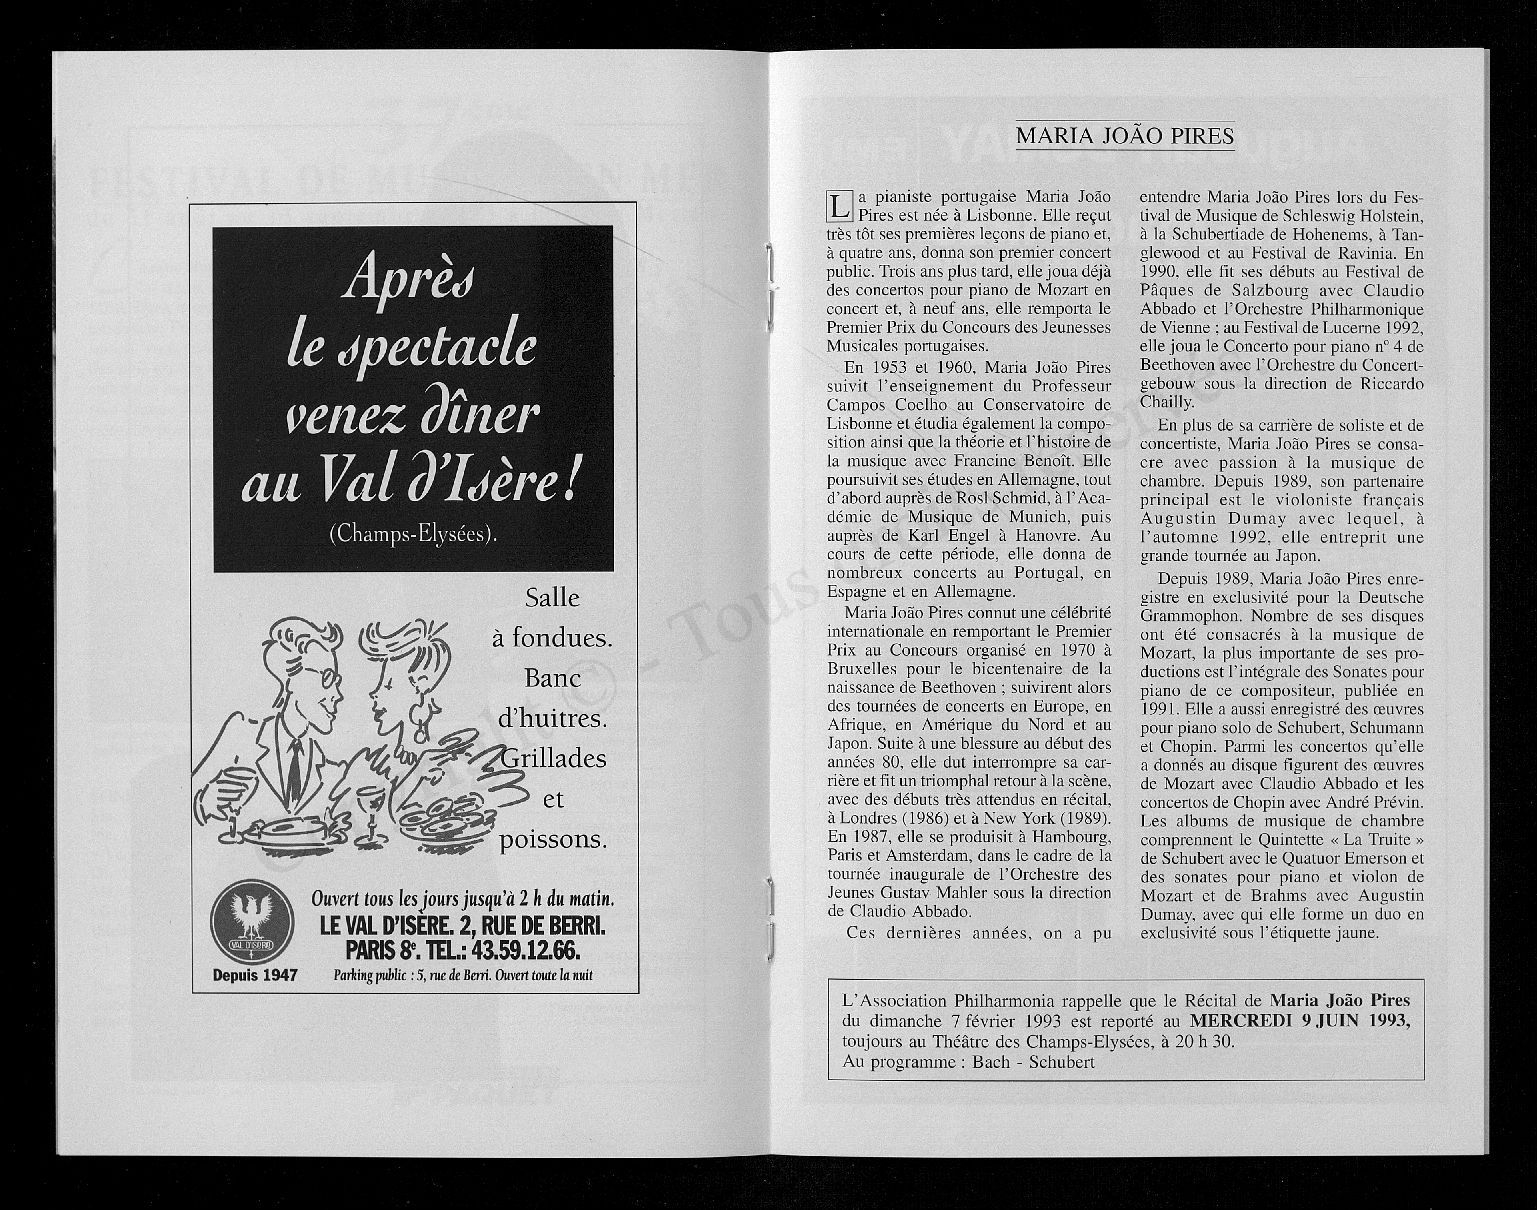 Après
le spectacle
venez dîner
au Val d'Isère!
(Champs-Elysées).
Salle
à fondues.
Banc
d'huitres.
Grillades
et
poissons.
VAL D'ISÈRE
Depuis 1947
Ouvert tous les jours jusqu'à 2 h du matin.
LE VAL D'ISÈRE. 2, RUE DE BERRI.
PARIS 8e. TEL.: 43.59.12.66.
Parking public : 5, rue de Berri. Ouvert toute la nuit
MARIA JOÃO PIRES
La pianiste portugaise Maria João
Pires est née à Lisbonne. Elle reçut
très tôt ses premières leçons de piano et,
à quatre ans, donna son premier concert
public. Trois ans plus tard, elle joua déjà
des concertos pour piano de Mozart en
concert et, à neuf ans, elle remporta le
Premier Prix du Concours des Jeunesses
Musicales portugaises.
En 1953 et 1960, Maria João Pires
suivit l'enseignement du Professeur
Campos Coelho au Conservatoire de
Lisbonne et étudia également la compo-
sition ainsi que la théorie et l'histoire de
la musique avec Francine Benoît. Elle
poursuivit ses études en Allemagne, tout
d'abord auprès de Rosl Schmid, à l'Aca-
démie de Musique de Munich, puis
auprès de Karl Engel à Hanovre. Au
cours de cette période, elle donna de
nombreux concerts au Portugal, en
Espagne et en Allemagne.
Maria João Pires connut une célébrité
internationale en remportant le Premier
Prix au Concours organisé en 1970 à
Bruxelles pour le bicentenaire de la
naissance de Beethoven ; suivirent alors
des tournées de concerts en Europe, en
Afrique, en Amérique du Nord et au
Japon. Suite à une blessure au début des
années 80, elle dut interrompre sa car-
rière et fit un triomphal retour à la scène,
avec des débuts très attendus en récital,
à Londres (1986) et à New York (1989).
En 1987, elle se produisit à Hambourg,
Paris et Amsterdam, dans le cadre de la
tournée inaugurale de l'Orchestre des
Jeunes Gustav Mahler sous la direction
de Claudio Abbado.
Ces dernières années, on a pu
entendre Maria João Pires lors du Fes-
tival de Musique de Schleswig Holstein,
à la Schubertiade de Hohenems, à Tan-
glewood et au Festival de Ravinia. En
1990, elle fit ses débuts au Festival de
Pâques de Salzbourg avec Claudio
Abbado et l'Orchestre Philharmonique
de Vienne ; au Festival de Lucerne 1992,
elle joua le Concerto pour piano n° 4 de
Beethoven avec l'Orchestre du Concert-
gebouw sous la direction de Riccardo
Chailly.
En plus de sa carrière de soliste et de
concertiste, Maria João Pires se consa-
cre avec passion à la musique de
chambre. Depuis 1989, son partenaire
principal est le violoniste français
Augustin Dumay avec lequel, à
l'automne 1992, elle entreprit une
grande tournée au Japon.
Depuis 1989, Maria João Pires enre-
gistre en exclusivité pour la Deutsche
Grammophon. Nombre de ses disques
ont été consacrés à la musique de
Mozart, la plus importante de ses pro-
ductions est l'intégrale des Sonates pour
piano de ce compositeur, publiée en
1991. Elle a aussi enregistré des œuvres
pour piano solo de Schubert, Schumann
et Chopin. Parmi les concertos qu'elle
a donnés au disque figurent des œuvres
de Mozart avec Claudio Abbado et les
concertos de Chopin avec André Prévin.
Les albums de musique de chambre
comprennent le Quintette « La Truite »
de Schubert avec le Quatuor Emerson et
des sonates pour piano et violon de
Mozart et de Brahms avec Augustin
Dumay, avec qui elle forme un duo en
exclusivité sous l'étiquette jaune.
L'Association Philharmonia rappelle que le Récital de Maria João Pires
du dimanche 7 février 1993 est reporté au MERCREDI 9 JUIN 1993,
toujours au Théâtre des Champs-Elysées, à 20 h 30.
Au programme : Bach - Schubert